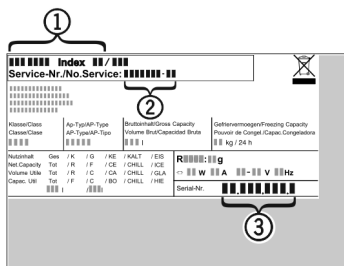 1
Index /
Service-Nr./No.Service: -
2
Klasse/Class
Classe/Classe
Ap-Typ/AP-Type
AP-Type/AP-Tipo
Bruttoinhalt/Gross Capacity
Volume Brut/Capacidad Bruta
l
Gefriervermoegen/Freezing Capacity
Pouvoir de Congel./Capac.Congeladora
kg / 24 h
Nutzinhalt Ges / K / G / KE / KALT / EIS
Net.Capacity Tot / R / F / CE / CHILL / ICE
Volume Utile Tot / R / C / CA / CHILL / GLA
Capac. Util Tot / F / C / BO / CHILL / HIE
l / l
R : g
W A - V Hz
Serial-Nr.
3